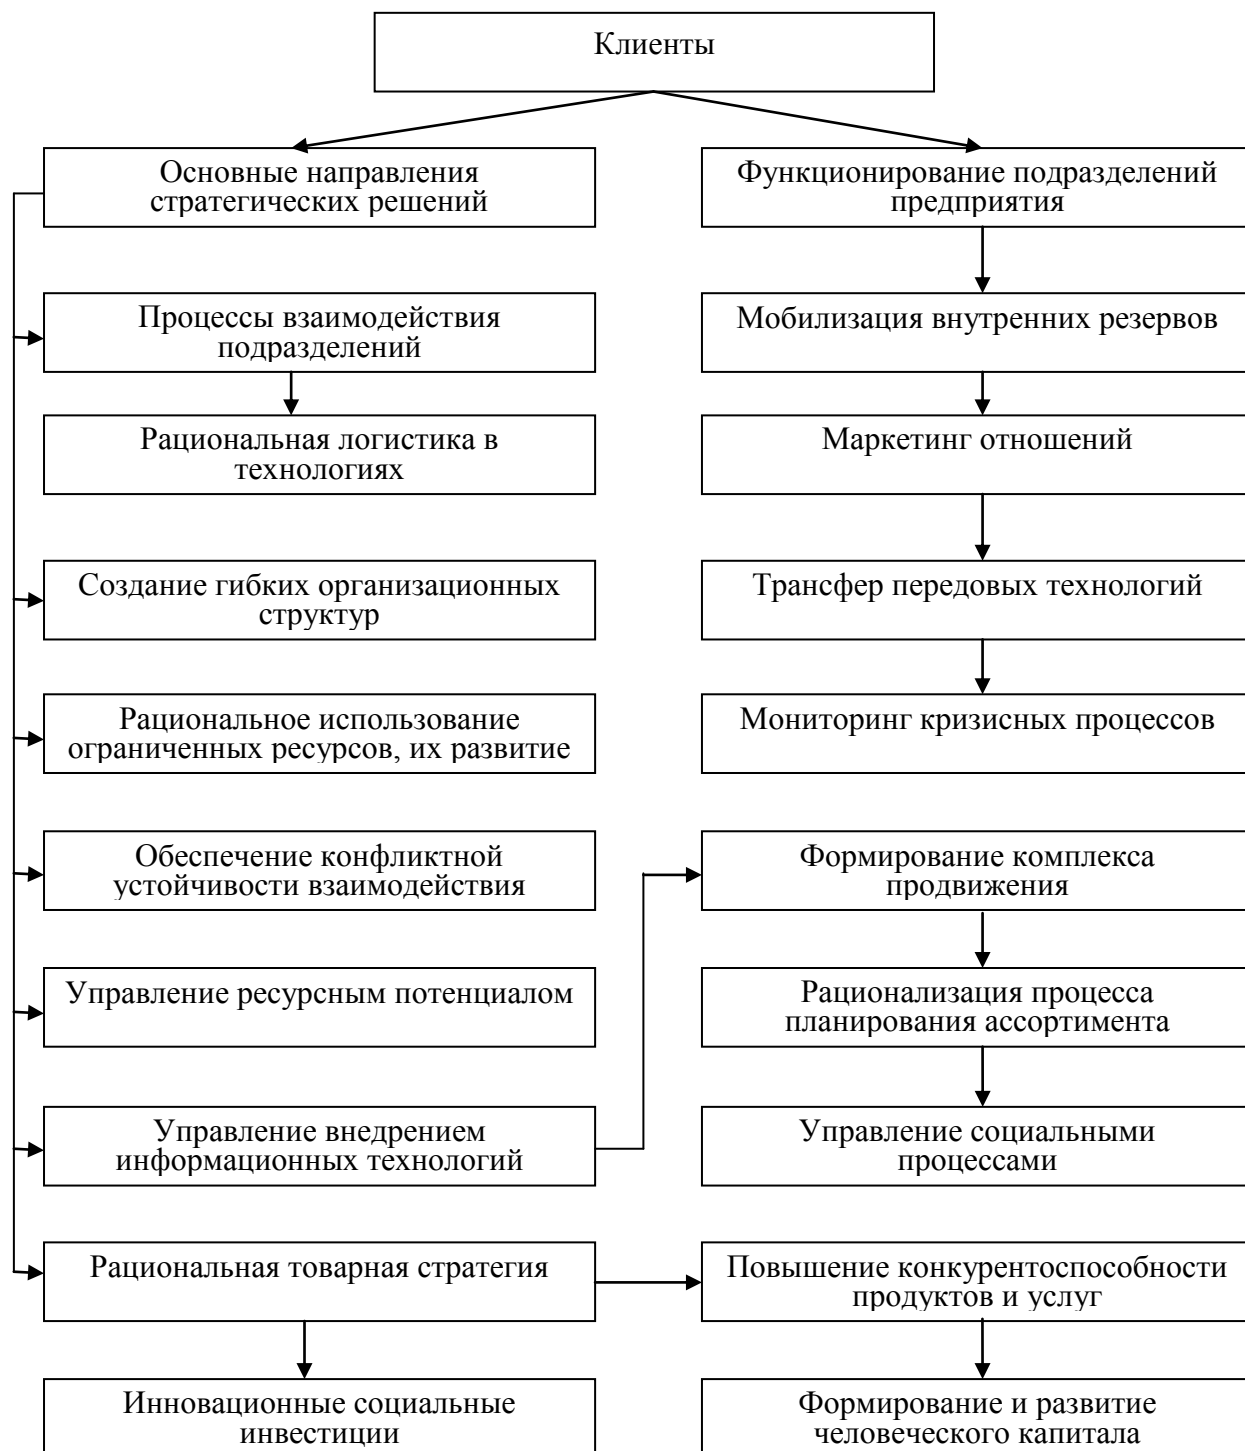 Клиенты
Основные направления
стратегических решений
Функционирование подразделений
предприятия
Процессы взаимодействия
подразделений
Мобилизация внутренних резервов
Рациональная логистика в
технологиях
Маркетинг отношений
Создание гибких организационных
структур
Трансфер передовых технологий
Рациональное использование
ограниченных ресурсов, их развитие
Мониторинг кризисных процессов
Обеспечение конфликтной
устойчивости взаимодействия
Формирование комплекса
продвижения
Управление ресурсным потенциалом
Рационализация процесса
планирования ассортимента
Управление внедрением
информационных технологий
Управление социальными
процессами
Рациональная товарная стратегия
Повышение конкурентоспособности
продуктов и услуг
Инновационные социальные
инвестиции
Формирование и развитие
человеческого капитала